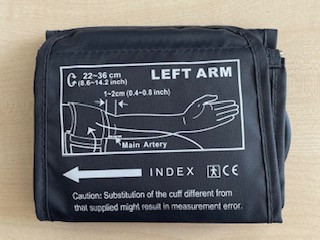 22~36 cm
(8.6~14.2 inch)
LEFT ARM
1~2cm (0.4~0.8 inch)
Main Artery
INDEX CE
Caution: Substitution of the cuff different from
that supplied might result in measurement error.